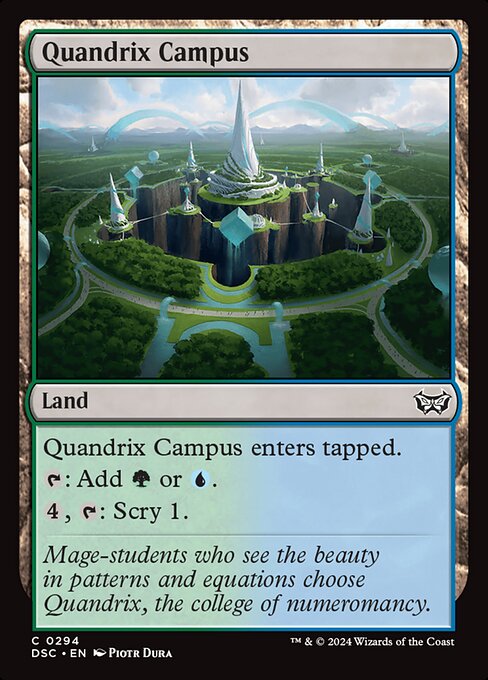 Quandrix Campus
Land
Quandrix Campus enters tapped.
: Add or .
4 , : Scry 1.
Mage-students who see the beauty
in patterns and equations choose
Quandrix, the college of numeromancy.
C 0294
DSC • EN Piotr Dura
™ & © 2024 Wizards of the Coast